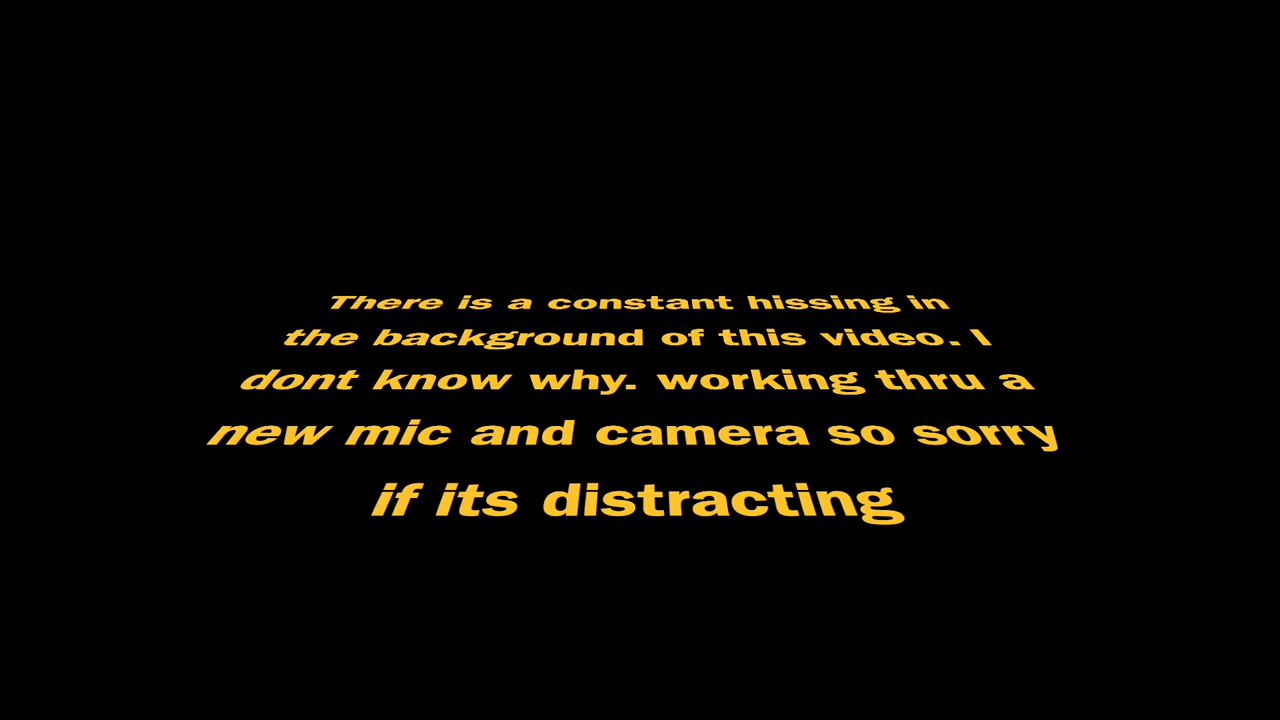 There is a constant hissing in
the background of this video. I
dont know why. working thru a
new mic and camera so sorry
if its distracting